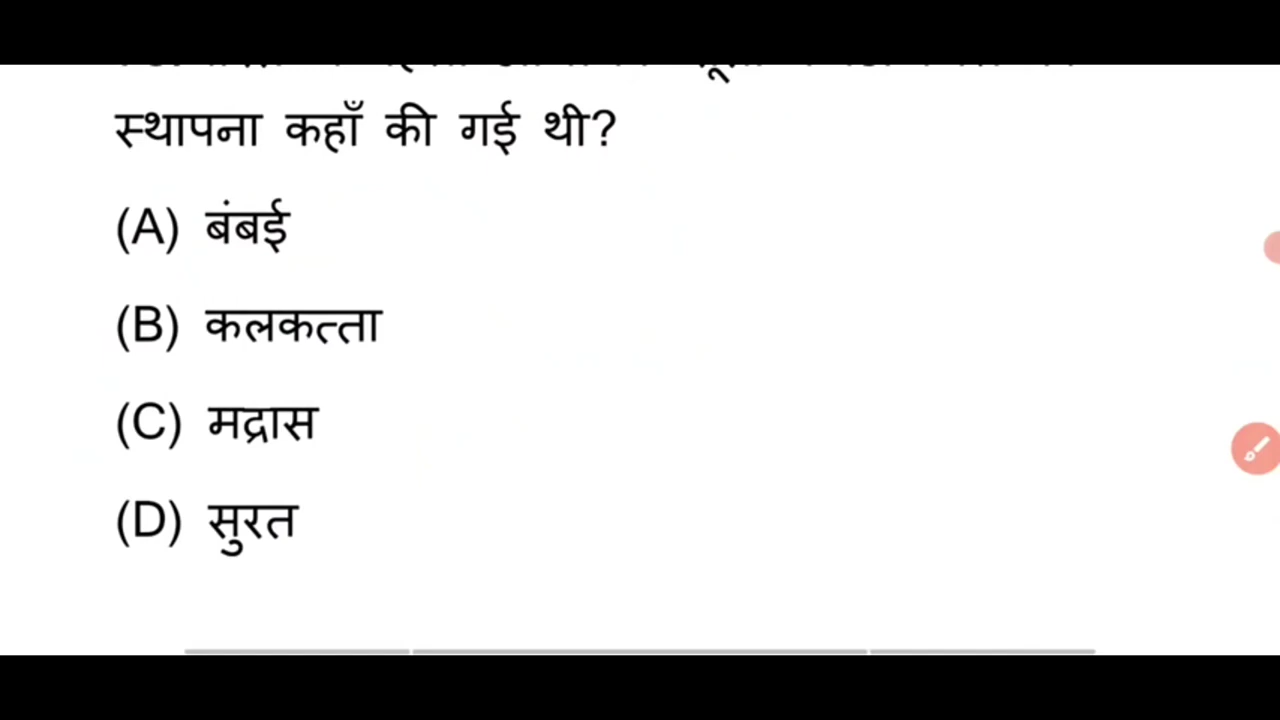 स्थापना कहाँ की गई थी?
(A) बंबई
(B) कलकत्ता
(C) मद्रास
(D) सुरत